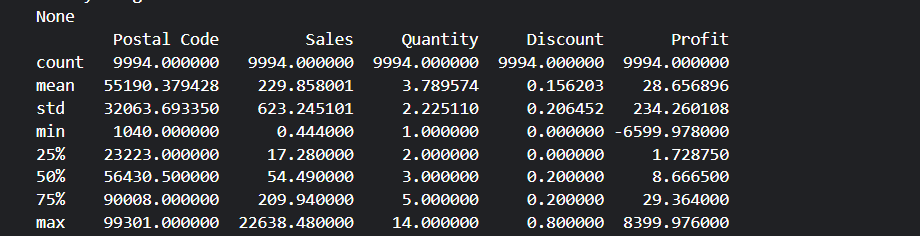 None
Postal Code Sales Quantity Discount Profit
count 9994.000000 9994.000000 9994.000000 9994.000000 9994.000000
mean 55190.379428 229.858001 3.789574 0.156203 28.656896
std 32063.693350 623.245101 2.225110 0.206452 234.260108
min 1040.000000 0.444000 1.000000 0.000000 -6599.978000
25% 23223.000000 17.280000 2.000000 0.000000 1.728750
50% 56430.500000 54.490000 3.000000 0.200000 8.666500
75% 90008.000000 209.940000 5.000000 0.200000 29.364000
max 99301.000000 22638.480000 14.000000 0.800000 8399.976000